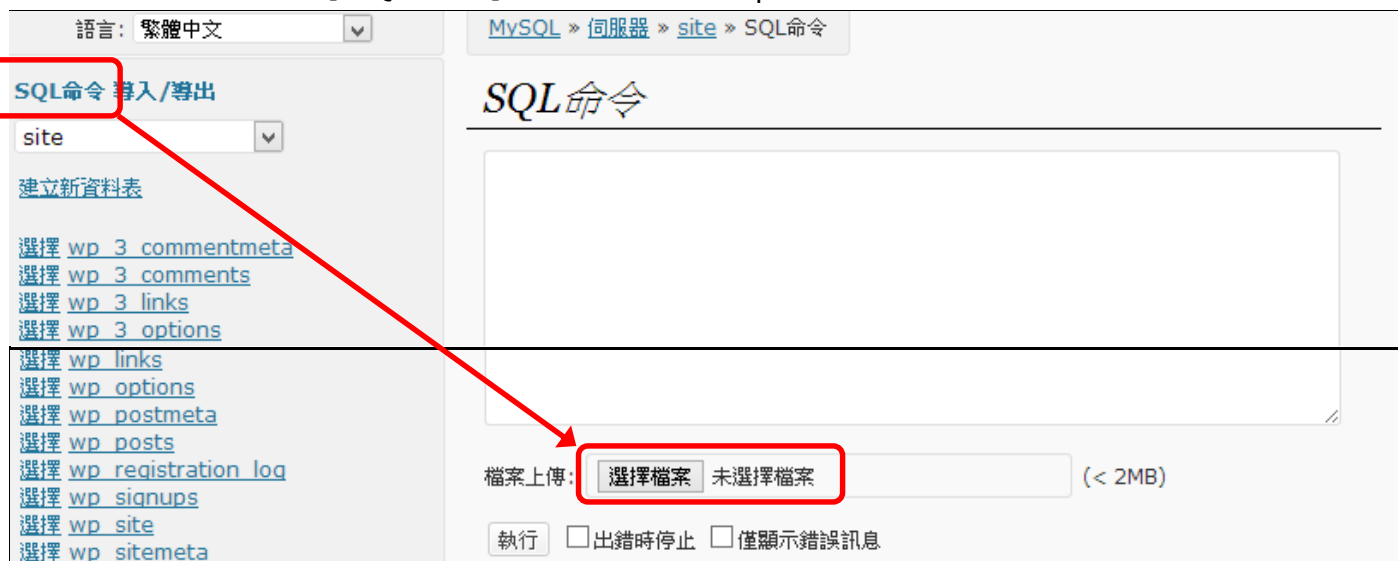 語言: 繁體中文
MySQL » 伺服器 » site » SQL命令
SQL命令 導入/導出
site
建立新資料表
選擇 wp_3_commentmeta
選擇 wp_3_comments
選擇 wp_3_links
選擇 wp_3_options
選擇 wp_links
選擇 wp_options
選擇 wp_postmeta
選擇 wp_posts
選擇 wp_registration_log
選擇 wp_signups
選擇 wp_site
選擇 wp_sitemeta
SQL命令
檔案上傳: 選擇檔案 未選擇檔案 (< 2MB)
執行 出錯時停止 僅顯示錯誤訊息